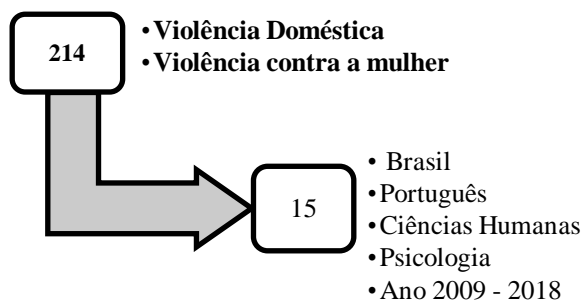 214
•Violência Doméstica
•Violência contra a mulher
15
• Brasil
•Português
•Ciências Humanas
•Psicologia
•Ano 2009 - 2018